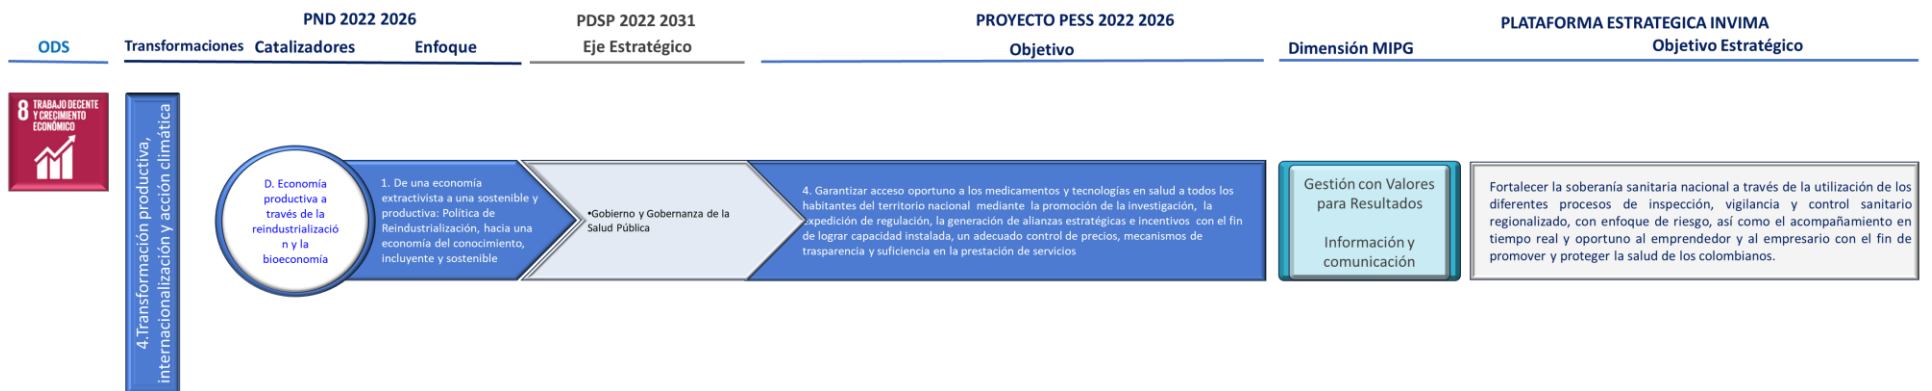 PND 2022 2026
PDSP 2022 2031
PROYECTO PESS 2022 2026
PLATAFORMA ESTRATEGICA INVIMA
ODS
Transformaciones
Catalizadores
Enfoque
Eje Estratégico
Objetivo
Dimensión MIPG
Objetivo Estratégico
8 TRABAJO DECENTE
Y CRECIMIENTO
ECONÓMICO
4.Transformación productiva,
internacionalización y acción climática
D. Economía
productiva a
través de la
reindustrializació
n y la
bioeconomía
1. De una economía
extractivista a una sostenible y
productiva: Política de
Reindustrialización, hacia una
economía del conocimiento,
incluyente y sostenible
•Gobierno y Gobernanza de la
Salud Pública
4. Garantizar acceso oportuno a los medicamentos y tecnologías en salud a todos los
habitantes del territorio nacional mediante la promoción de la investigación, la
expedición de regulación, la generación de alianzas estratégicas e incentivos con el fin
de lograr capacidad instalada, un adecuado control de precios, mecanismos de
trasparencia y suficiencia en la prestación de servicios
Gestión con Valores
para Resultados
Información y
comunicación
Fortalecer la soberanía sanitaria nacional a través de la utilización de los
diferentes procesos de inspección, vigilancia y control sanitario
regionalizado, con enfoque de riesgo, así como el acompañamiento en
tiempo real y oportuno al emprendedor y al empresario con el fin de
promover y proteger la salud de los colombianos.